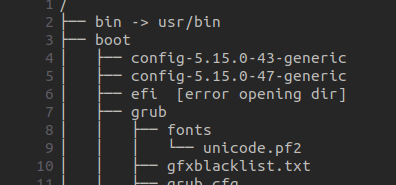 1 /
2 ├── bin -> usr/bin
3 ├── boot
4 │   ├── config-5.15.0-43-generic
5 │   ├── config-5.15.0-47-generic
6 │   ├── efi  [error opening dir]
7 │   ├── grub
8 │   │   ├── fonts
9 │   │   │   └── unicode.pf2
10 │   │   ├── gfxblacklist.txt
11 │   │   ├── grub.cfg